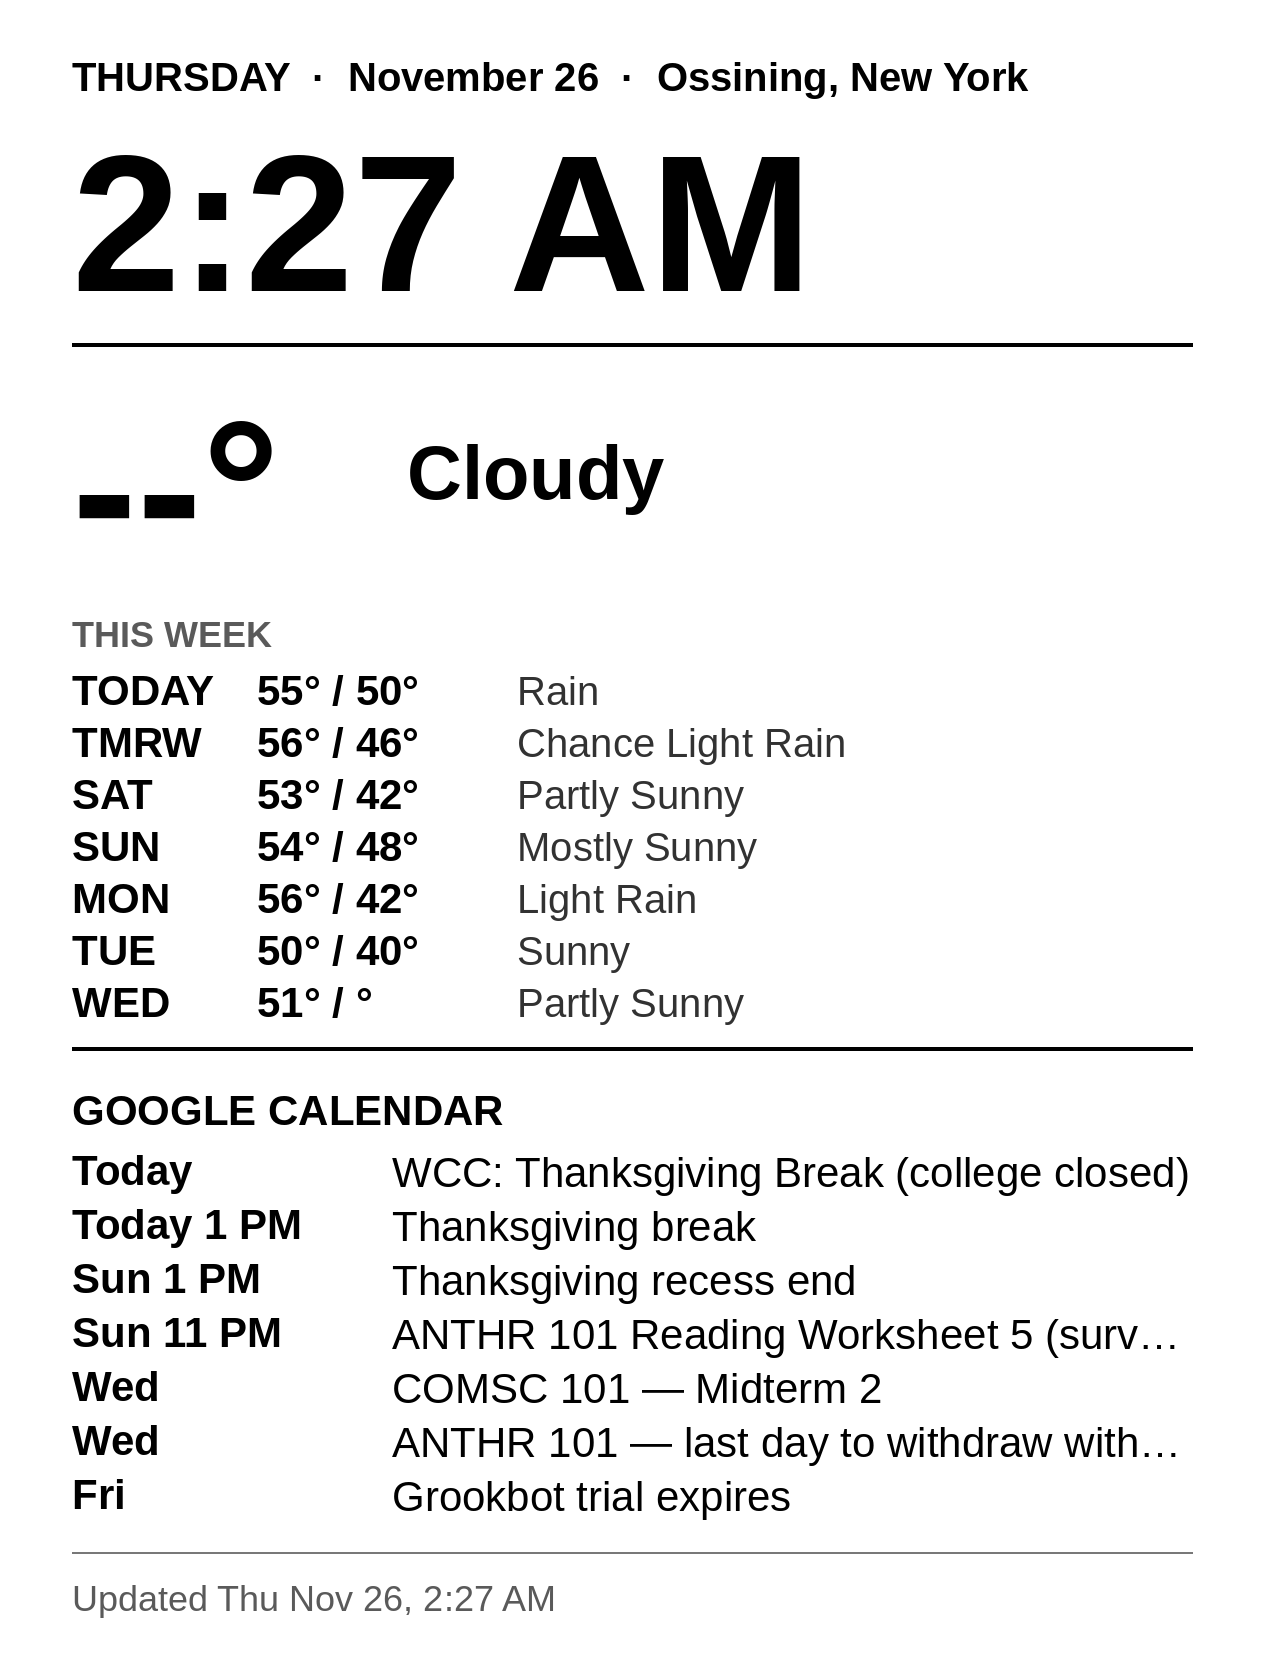 THURSDAY · November 26 · Ossining, New York
2:27 AM
--° Cloudy
THIS WEEK
TODAY 55° / 50° Rain
TMRW 56° / 46° Chance Light Rain
SAT 53° / 42° Partly Sunny
SUN 54° / 48° Mostly Sunny
MON 56° / 42° Light Rain
TUE 50° / 40° Sunny
WED 51° / ° Partly Sunny
GOOGLE CALENDAR
Today WCC: Thanksgiving Break (college closed)
Today 1 PM Thanksgiving break
Sun 1 PM Thanksgiving recess end
Sun 11 PM ANTHR 101 Reading Worksheet 5 (surv…
Wed COMSC 101 — Midterm 2
Wed ANTHR 101 — last day to withdraw with…
Fri Grookbot trial expires
Updated Thu Nov 26, 2:27 AM